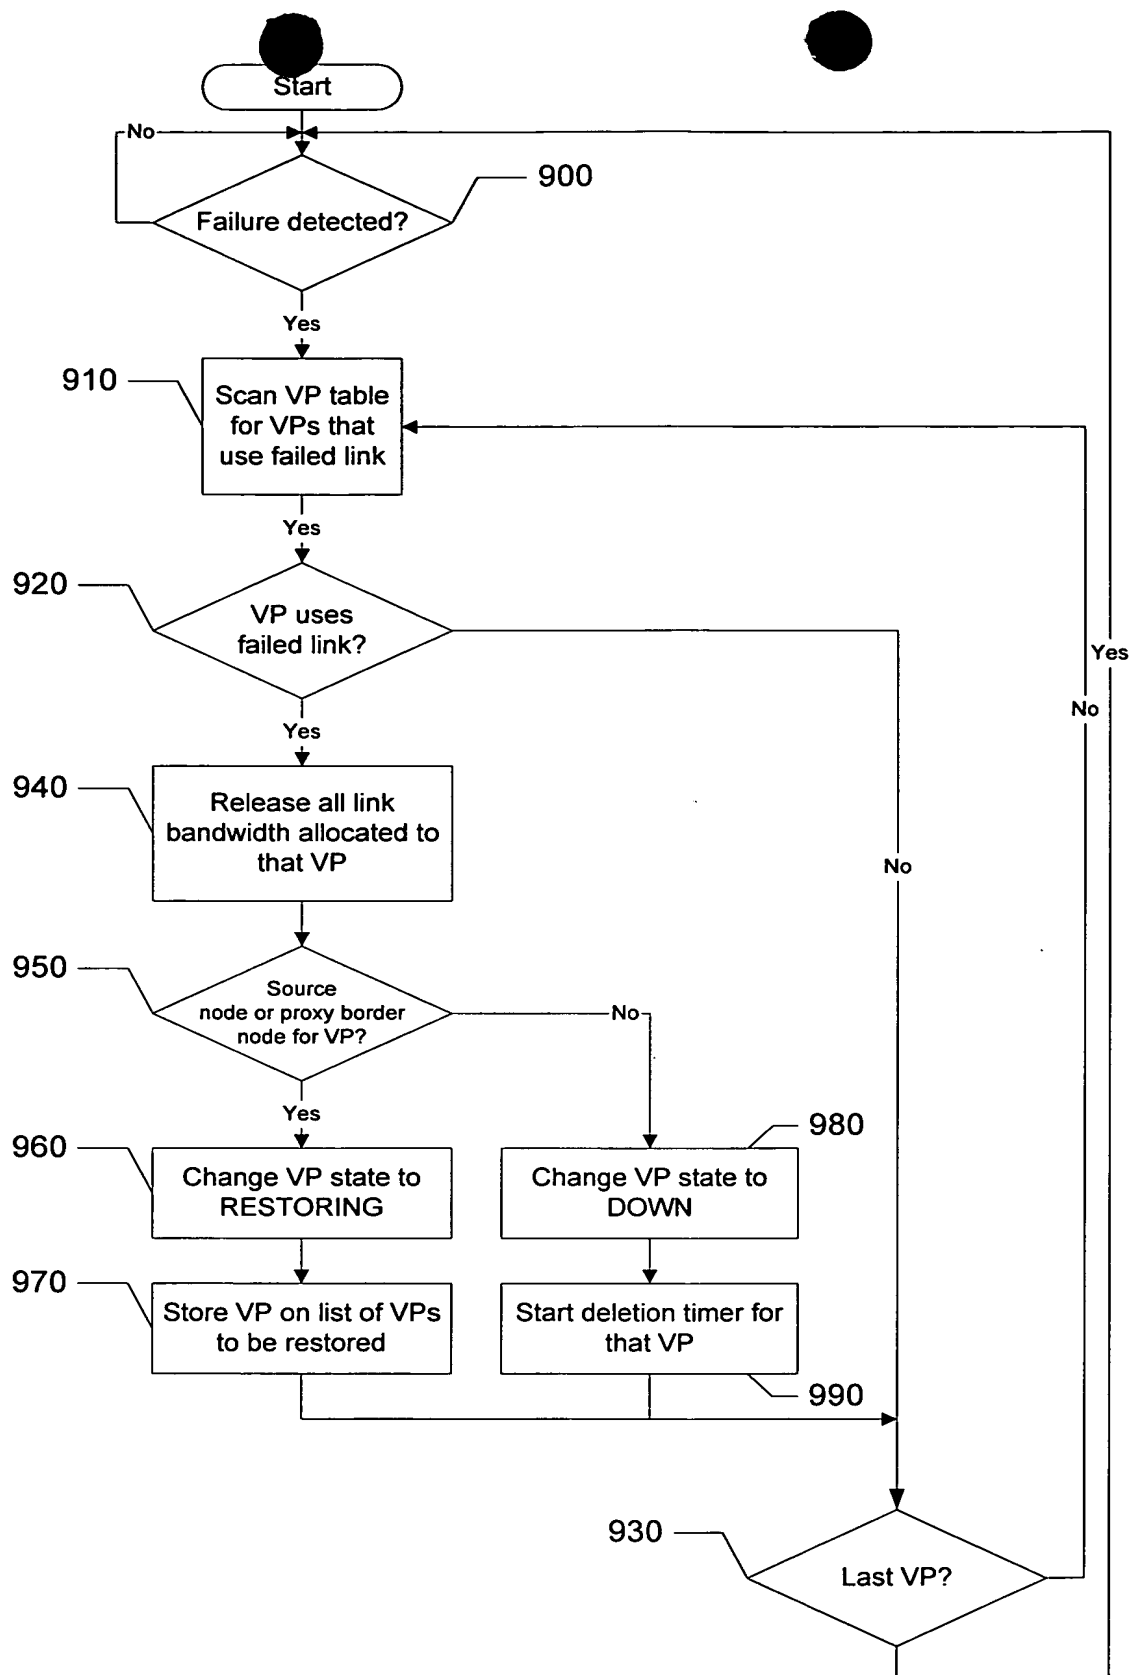 Start
No
900
Failure detected?
Yes
910
Scan VP table
for VPs that
use failed link
Yes
920
VP uses
failed link?
Yes
No
Yes
940
Release all link
bandwidth allocated to
that VP
No
950
Source
node or proxy border
node for VP?
No
Yes
960
Change VP state to
RESTORING
980
Change VP state to
DOWN
970
Store VP on list of VPs
to be restored
Start deletion timer for
that VP
990
930
Last VP?